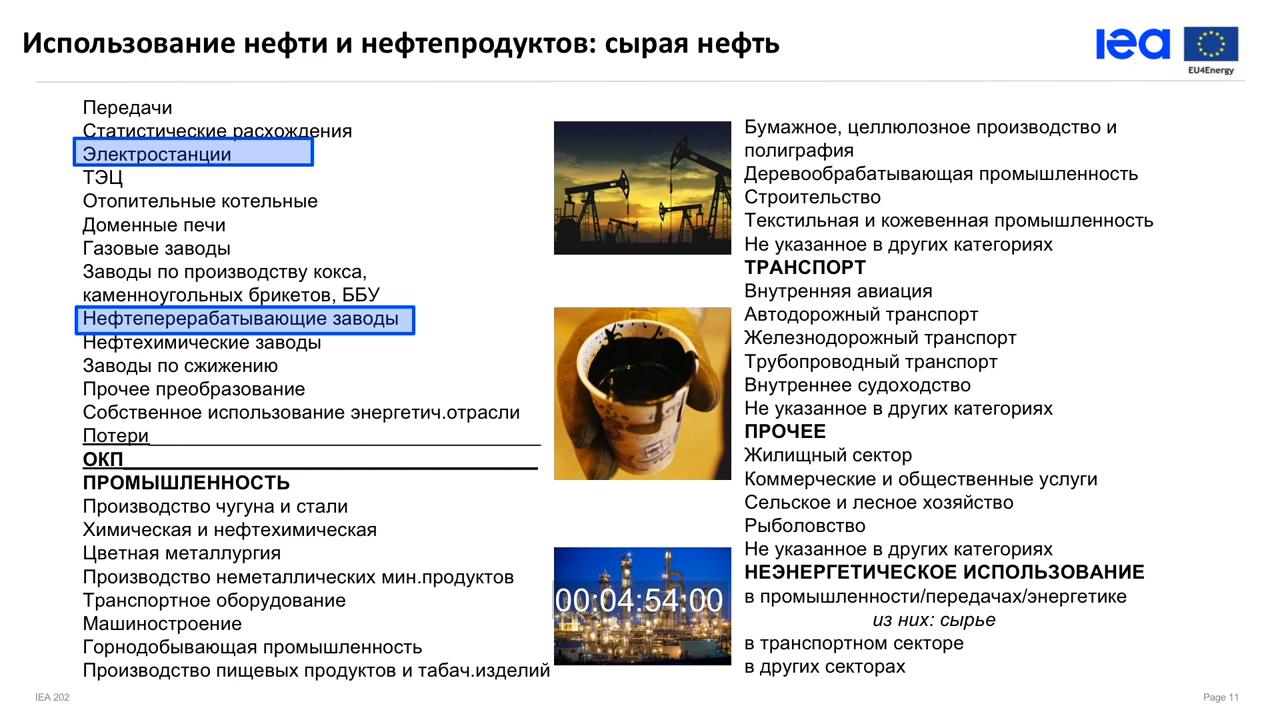 Использование нефти и нефтепродуктов: сырая нефть
iea
EU4Energy
Передачи
Статистические расхождения
Электростанции
ТЭЦ
Отопительные котельные
Доменные печи
Газовые заводы
Заводы по производству кокса,
каменноугольных брикетов, ББУ
Нефтеперерабатывающие заводы
Нефтехимические заводы
Заводы по сжижению
Прочее преобразование
Собственное использование энергетич.отрасли
Потери
ОКП
ПРОМЫШЛЕННОСТЬ
Производство чугуна и стали
Химическая и нефтехимическая
Цветная металлургия
Производство неметаллических мин.продуктов
Транспортное оборудование
Машиностроение
Горнодобывающая промышленность
Производство пищевых продуктов и табач.изделий
00:04:54:00
Бумажное, целлюлозное производство и
полиграфия
Деревообрабатывающая промышленность
Строительство
Текстильная и кожевенная промышленность
Не указанное в других категориях
ТРАНСПОРТ
Внутренняя авиация
Автодорожный транспорт
Железнодорожный транспорт
Трубопроводный транспорт
Внутреннее судоходство
Не указанное в других категориях
ПРОЧЕЕ
Жилищный сектор
Коммерческие и общественные услуги
Сельское и лесное хозяйство
Рыболовство
Не указанное в других категориях
НЕЭНЕРГЕТИЧЕСКОЕ ИСПОЛЬЗОВАНИЕ
в промышленности/передачах/энергетике
из них: сырье
в транспортном секторе
в других секторах
IEA 202
Page 11